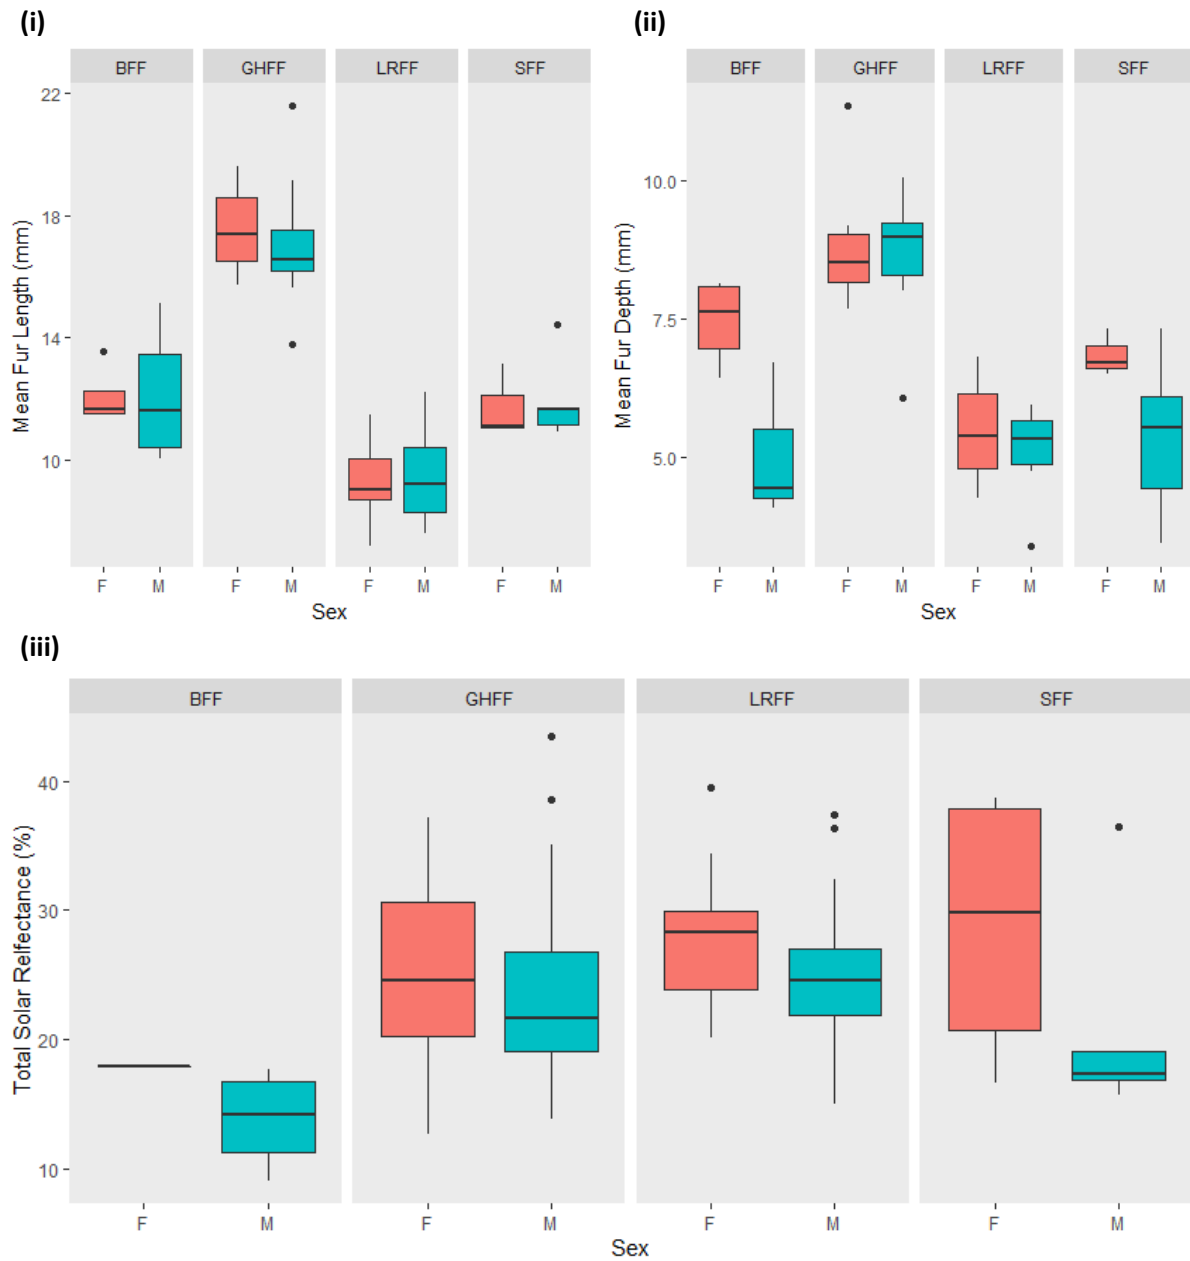 (i)
BFF GHFF LRFF SFF
22
18
14
10
Mean Fur Length (mm)
F M F M F M F M
Sex
(ii)
BFF GHFF LRFF SFF
10.0
7.5
5.0
Mean Fur Depth (mm)
F M F M F M F M
Sex
(iii)
BFF GHFF LRFF SFF
40
30
20
10
Total Solar Relfectance (%)
F M F M F M F M
Sex